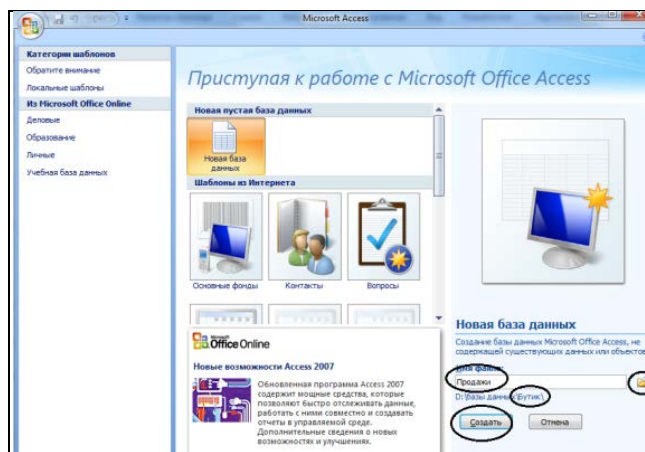 Microsoft Access
Категории шаблонов
Обратите внимание
Локальные шаблоны
Из Microsoft Office Online
Деловые
Образование
Личные
Учебная база данных
Приступая к работе с Microsoft Office Access
Новая пустая база данных
Новая база
данных
Шаблоны из Интернета
Основные фонды
Контакты
Вопросы
Microsoft
Office Online
Новые возможности Access 2007
Обновленная программа Access 2007
содержит мощные средства, которые
позволяют быстро отслеживать данные,
работать с ними совместно и создавать
отчеты в управляемой среде.
Дополнительные сведения о новых
возможностях и улучшениях.
Новая база данных
Создание базы данных Microsoft Office Access, не
содержащей существующих данных или объектов
Имя файла:
Продажи
D:\базы данных\Бутик\
Создать
Отмена